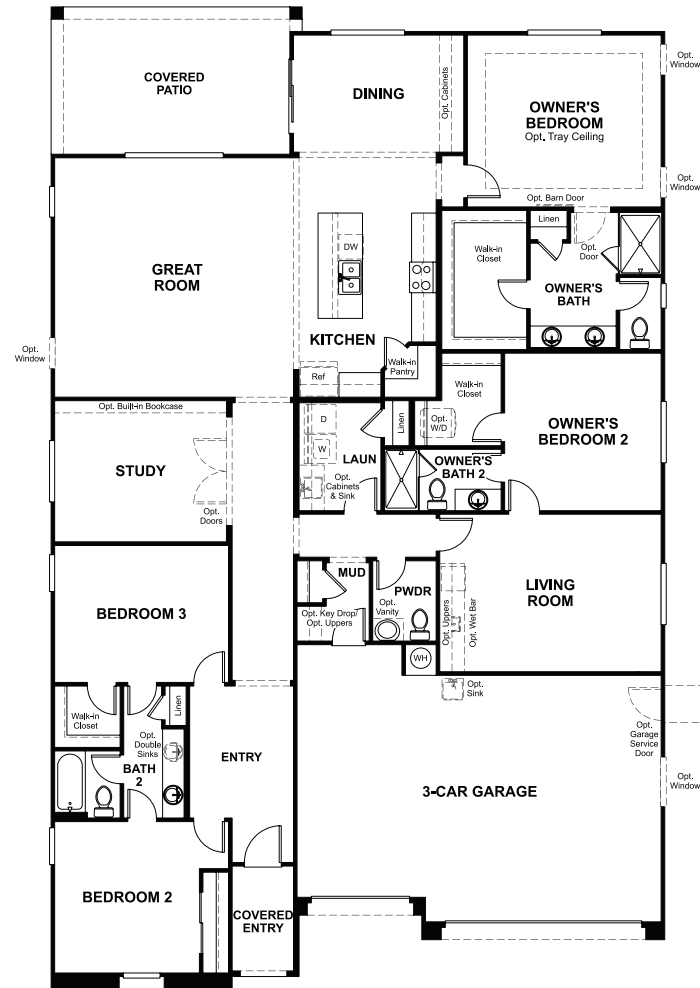 COVERED
PATIO
DINING
Opt. Cabinets
OWNER'S
BEDROOM
Opt. Tray Ceiling
Opt.
Window
Opt.
Window
Opt. Barn Door
Linen
Opt.
Door
Walk-in
Closet
OWNER'S
BATH
GREAT
ROOM
DW
KITCHEN
Opt.
Window
Ref
Walk-in
Pantry
Walk-in
Closet
Opt. Built-in Bookcase
D
W
LAUN
Linen
Opt.
W/D
OWNER'S
BEDROOM 2
STUDY
Opt.
Doors
Opt.
Cabinets
& Sink
OWNER'S
BATH 2
MUD
Opt. Key Drop/
Opt. Uppers
PWDR
Opt.
Vanity
LIVING
ROOM
Opt. Uppers
Opt. Wet Bar
BEDROOM 3
WH
Opt.
Sink
Walk-in
Closet
Linen
Opt.
Double
Sinks
BATH
2
ENTRY
Opt.
Garage
Service
Door
Opt.
Window
3-CAR GARAGE
BEDROOM 2
COVERED
ENTRY